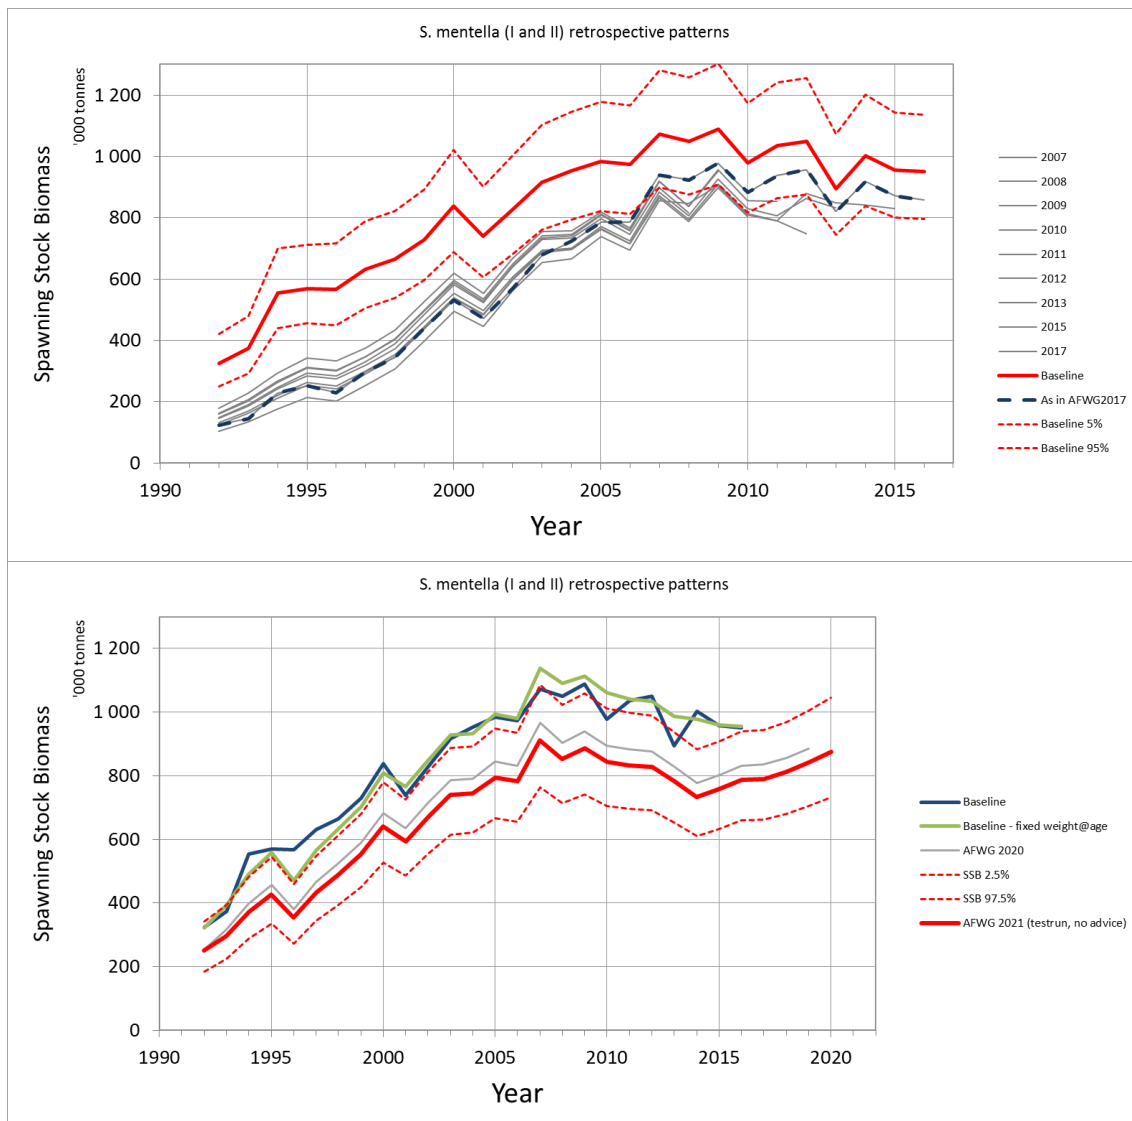 S. mentella (I and II) retrospective patterns
Spawning Stock Biomass
'000 tonnes
1 200
1 000
800
600
400
200
0
1990
1995
2000
2005
2010
2015
Year
2007
2008
2009
2010
2011
2012
2013
2015
2017
Baseline
As in AFWG2017
Baseline 5%
Baseline 95%
S. mentella (I and II) retrospective patterns
Spawning Stock Biomass
'000 tonnes
1 200
1 000
800
600
400
200
0
1990
1995
2000
2005
2010
2015
2020
Year
Baseline
Baseline - fixed weight@age
AFWG 2020
SSB 2.5%
SSB 97.5%
AFWG 2021 (testrun, no advice)